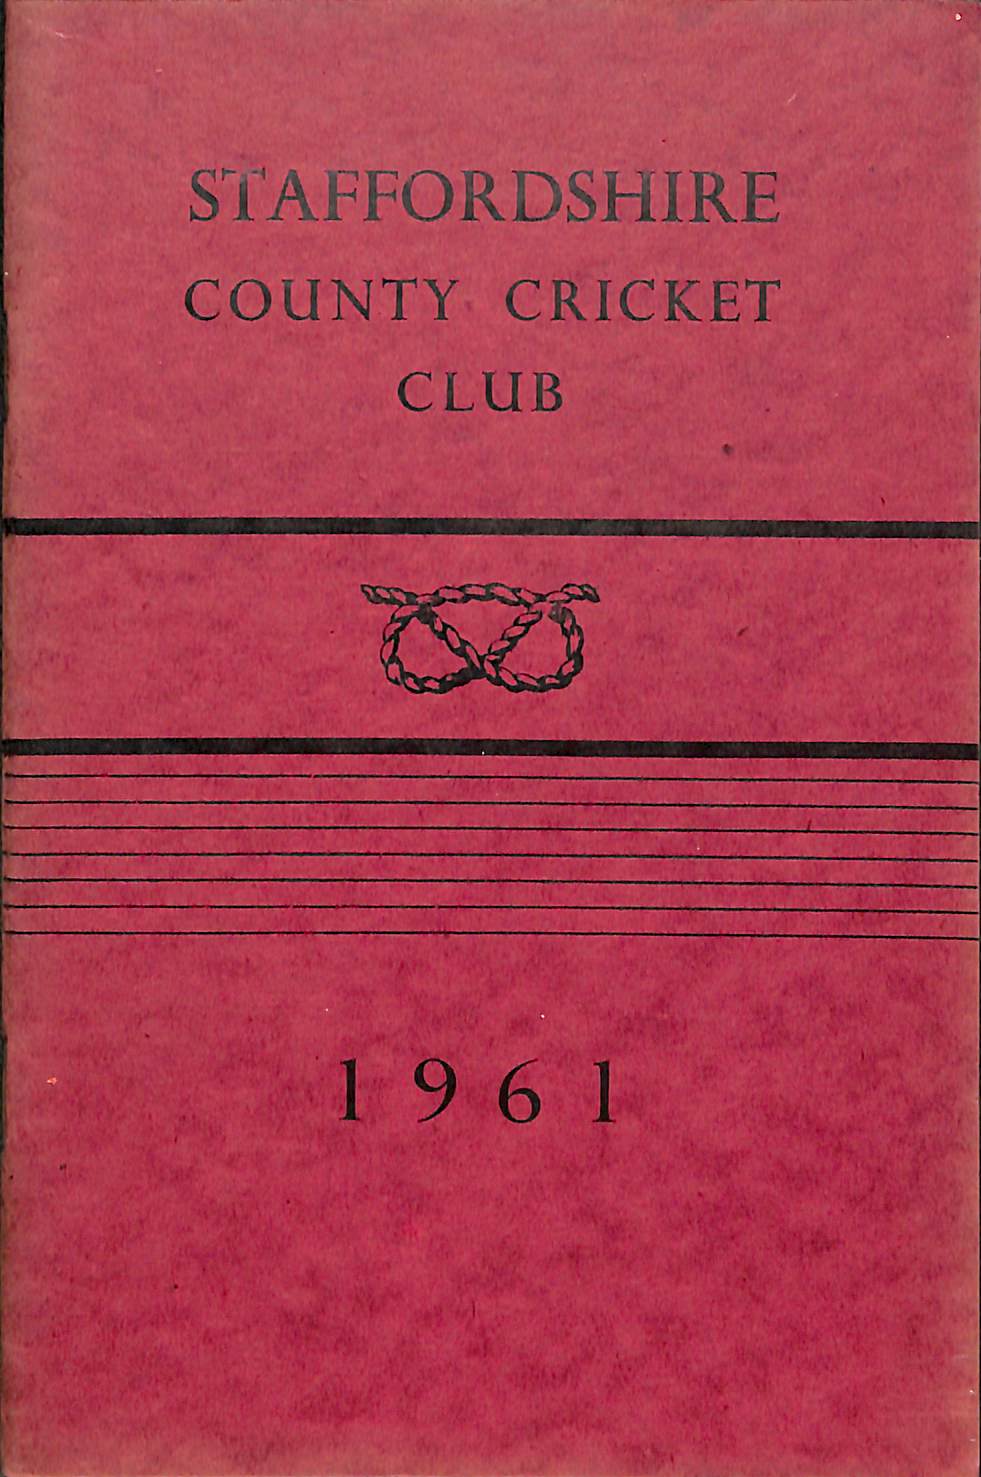 STAFFORDSHIRE
COUNTY CRICKET
CLUB
1961